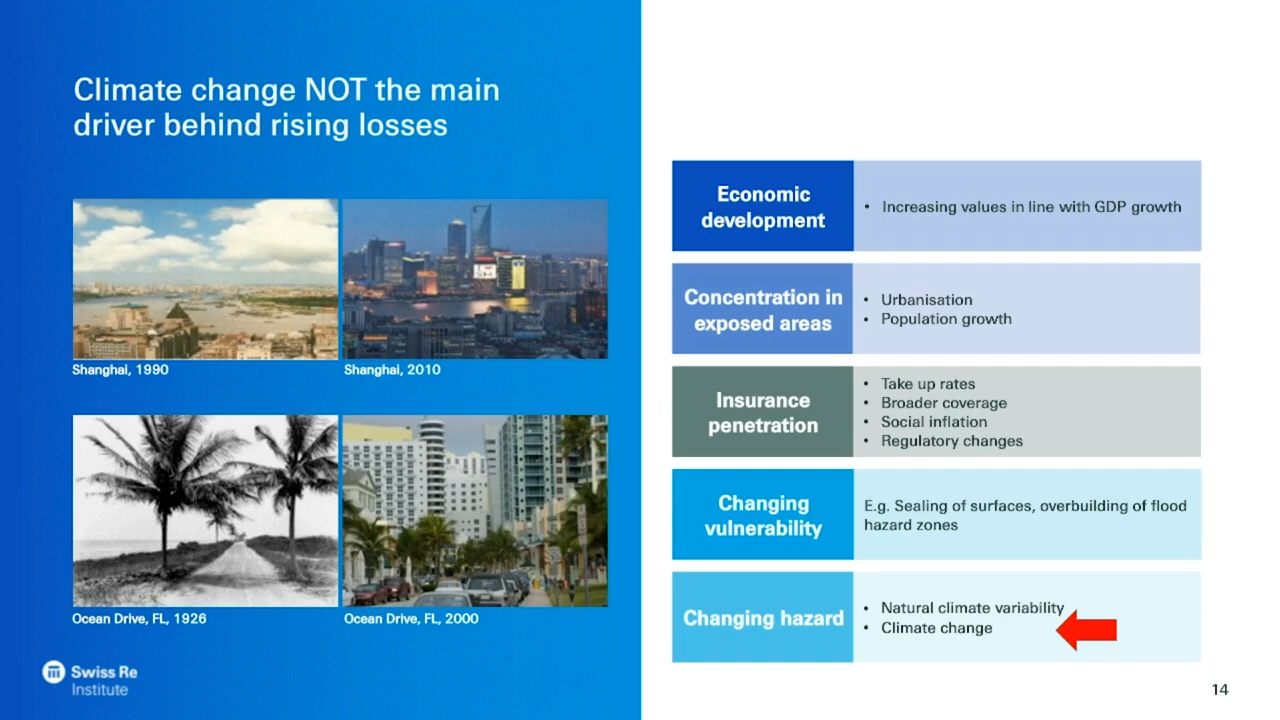 Climate change NOT the main
driver behind rising losses
Shanghai, 1990
Shanghai, 2010
Ocean Drive, FL, 1926
Ocean Drive, FL, 2000
Swiss Re
Institute
Economic
development
• Increasing values in line with GDP growth
Concentration in
exposed areas
• Urbanisation
• Population growth
Insurance
penetration
• Take up rates
• Broader coverage
• Social inflation
• Regulatory changes
Changing
vulnerability
E.g. Sealing of surfaces, overbuilding of flood
hazard zones
Changing hazard
• Natural climate variability
• Climate change
14